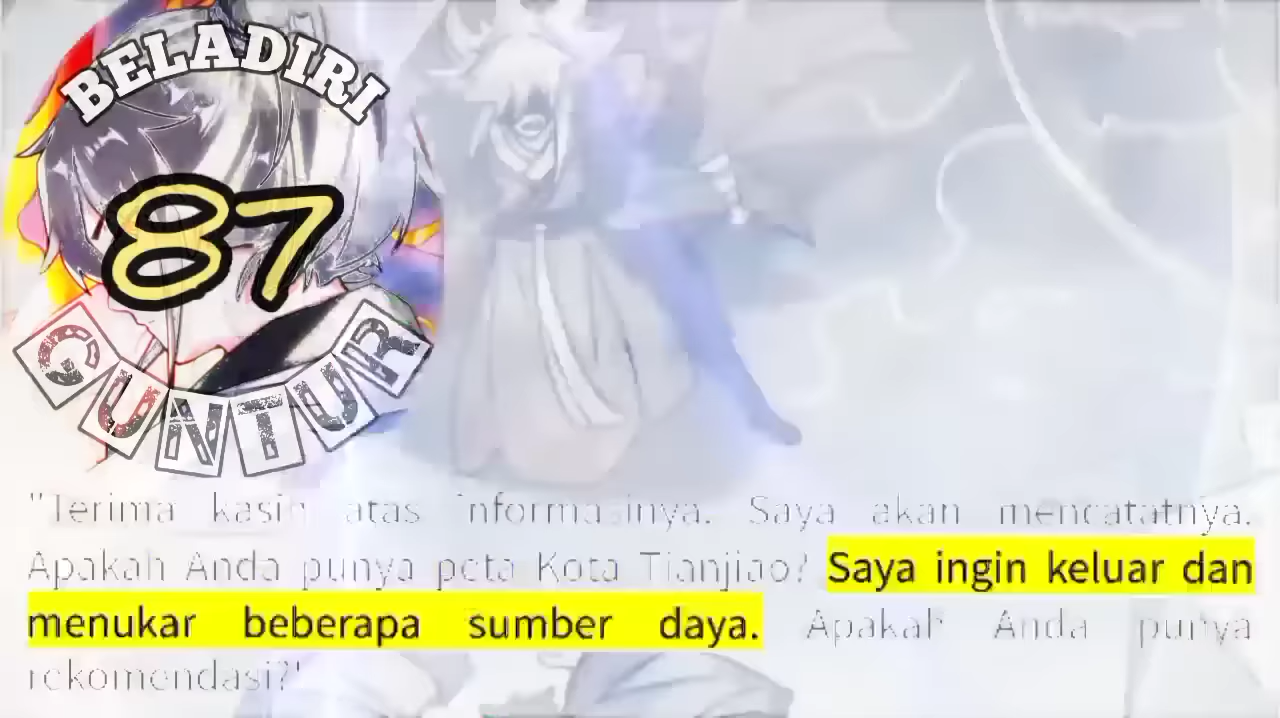 BELADIRI
87
GUNTUR
"Terima kasih atas informasinya. Saya akan mencatatnya.
Apakah Anda punya peta Kota Tianjiao? Saya ingin keluar dan
menukar beberapa sumber daya. Apakah Anda punya
rekomendasi?"